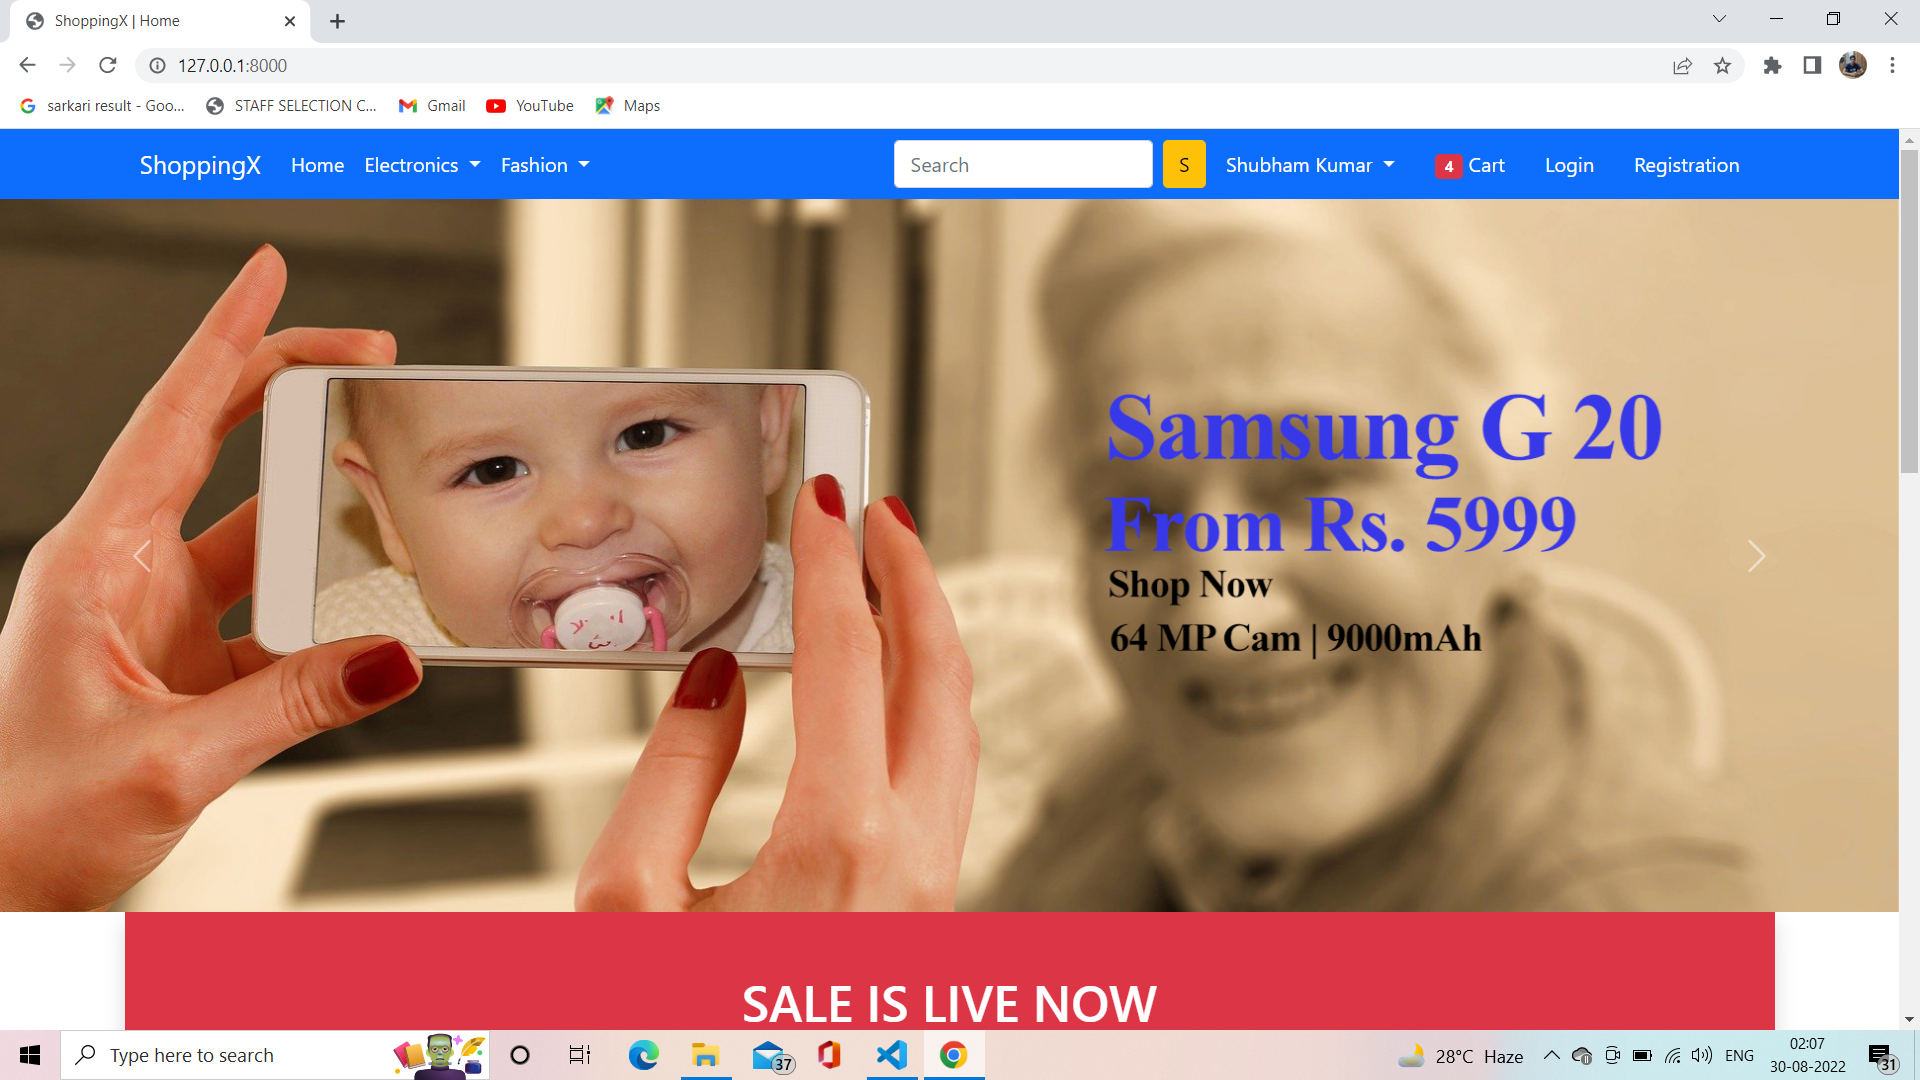 ShoppingX | Home
127.0.0.1:8000
sarkari result - Goo...
STAFF SELECTION C...
Gmail
YouTube
Maps
ShoppingX
Home
Electronics
Fashion
Search
S
Shubham Kumar
4 Cart
Login
Registration
Samsung G 20
From Rs. 5999
Shop Now
64 MP Cam | 9000mAh
SALE IS LIVE NOW
Type here to search
37
28°C Haze
ENG
02:07
30-08-2022
31